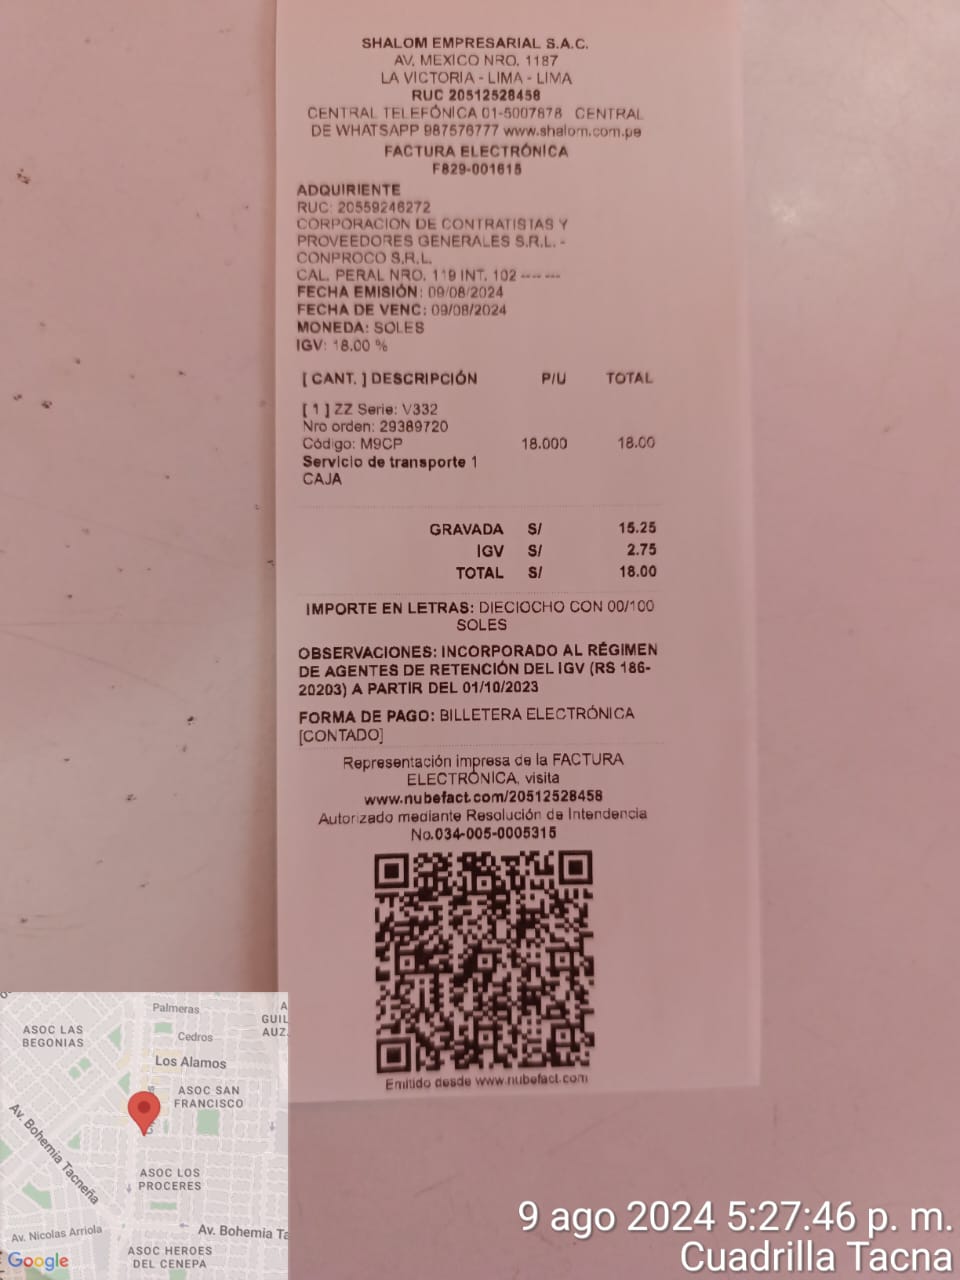 SHALOM EMPRESARIAL S.A.C.
AV. MEXICO NRO. 1187
LA VICTORIA - LIMA - LIMA
RUC 20512528458
CENTRAL TELEFÓNICA 01-5007878 CENTRAL
DE WHATSAPP 987576777 www.shalom.com.pe
FACTURA ELECTRÓNICA
F829-001615
ADQUIRIENTE
RUC: 20559246272
CORPORACION DE CONTRATISTAS Y
PROVEEDORES GENERALES S.R.L. -
CONPROCO S.R.L.
CAL. PERAL NRO. 119 INT. 102 ---- ---
FECHA EMISIÓN: 09/08/2024
FECHA DE VENC: 09/08/2024
MONEDA: SOLES
IGV: 18.00 %
[ CANT. ] DESCRIPCIÓN P/U TOTAL
[ 1 ] ZZ Serie: V332
Nro orden: 29389720
Código: M9CP 18.000 18.00
Servicio de transporte 1
CAJA
GRAVADA S/ 15.25
IGV S/ 2.75
TOTAL S/ 18.00
IMPORTE EN LETRAS: DIECIOCHO CON 00/100
SOLES
OBSERVACIONES: INCORPORADO AL RÉGIMEN
DE AGENTES DE RETENCIÓN DEL IGV (RS 186-
20203) A PARTIR DEL 01/10/2023
FORMA DE PAGO: BILLETERA ELECTRÓNICA
[CONTADO]
Representación impresa de la FACTURA
ELECTRÓNICA, visita
www.nubefact.com/20512528458
Autorizado mediante Resolución de Intendencia
No.034-005-0005315
Emitido desde www.nubefact.com
Palmeras
ASOC LAS
BEGONIAS
Cedros
Los Alamos
ASOC SAN
FRANCISCO
Av. Bohemia Tacneña
ASOC LOS
PROCERES
Av. Nicolas Arriola
Av. Bohemia Ta
ASOC HEROES
DEL CENEPA
Google
9 ago 2024 5:27:46 p. m.
Cuadrilla Tacna